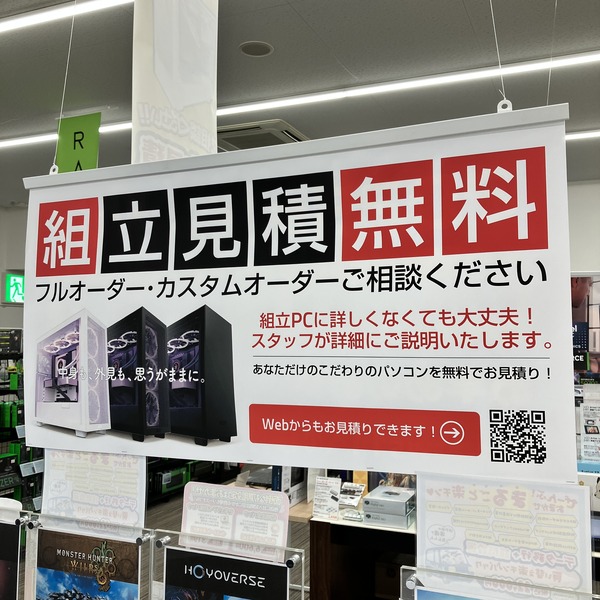 RA
組立見積無料
フルオーダー・カスタムオーダーご相談ください
組立PCに詳しくなくても大丈夫！
スタッフが詳細にご説明いたします。
中身も、外見も、思うがままに。
あなただけのこだわりのパソコンを無料でお見積り！
Webからもお見積りできます！
MONSTER HUNTER
WILDS
HOYOVERSE